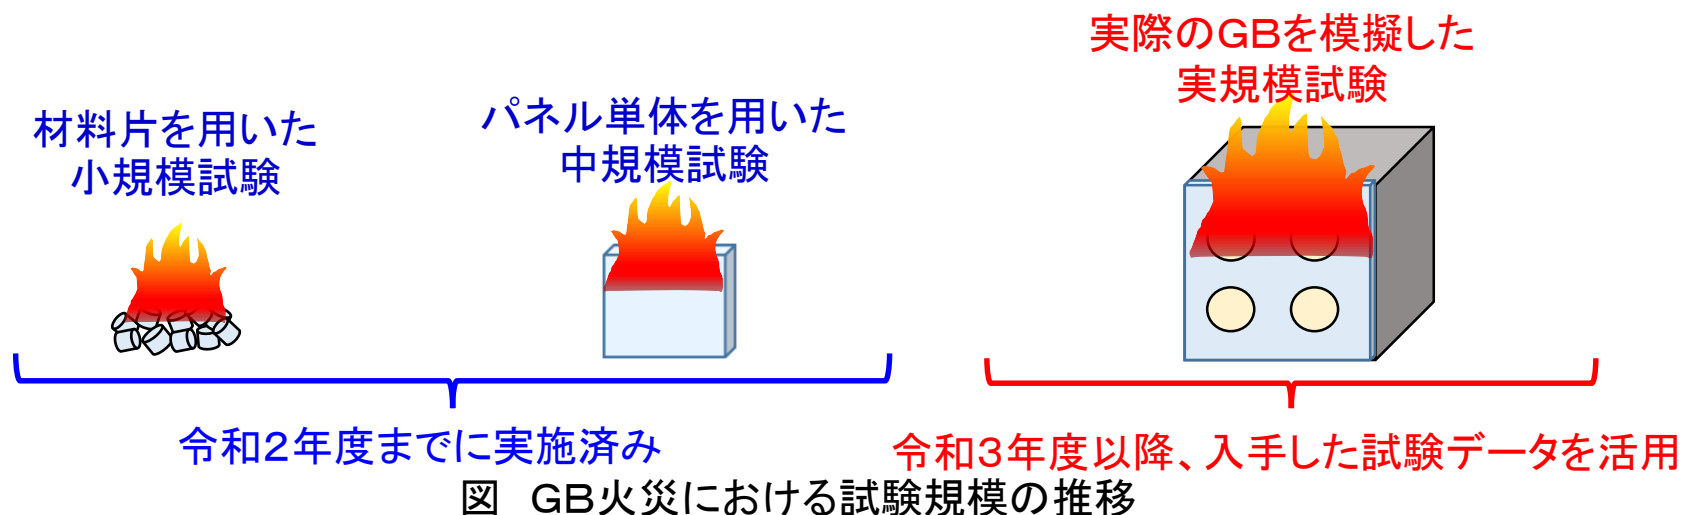 材料片を用いた
小規模試験
パネル単体を用いた
中規模試験
実際のGBを模擬した
実規模試験
令和２年度までに実施済み
令和３年度以降、入手した試験データを活用
図　GB火災における試験規模の推移